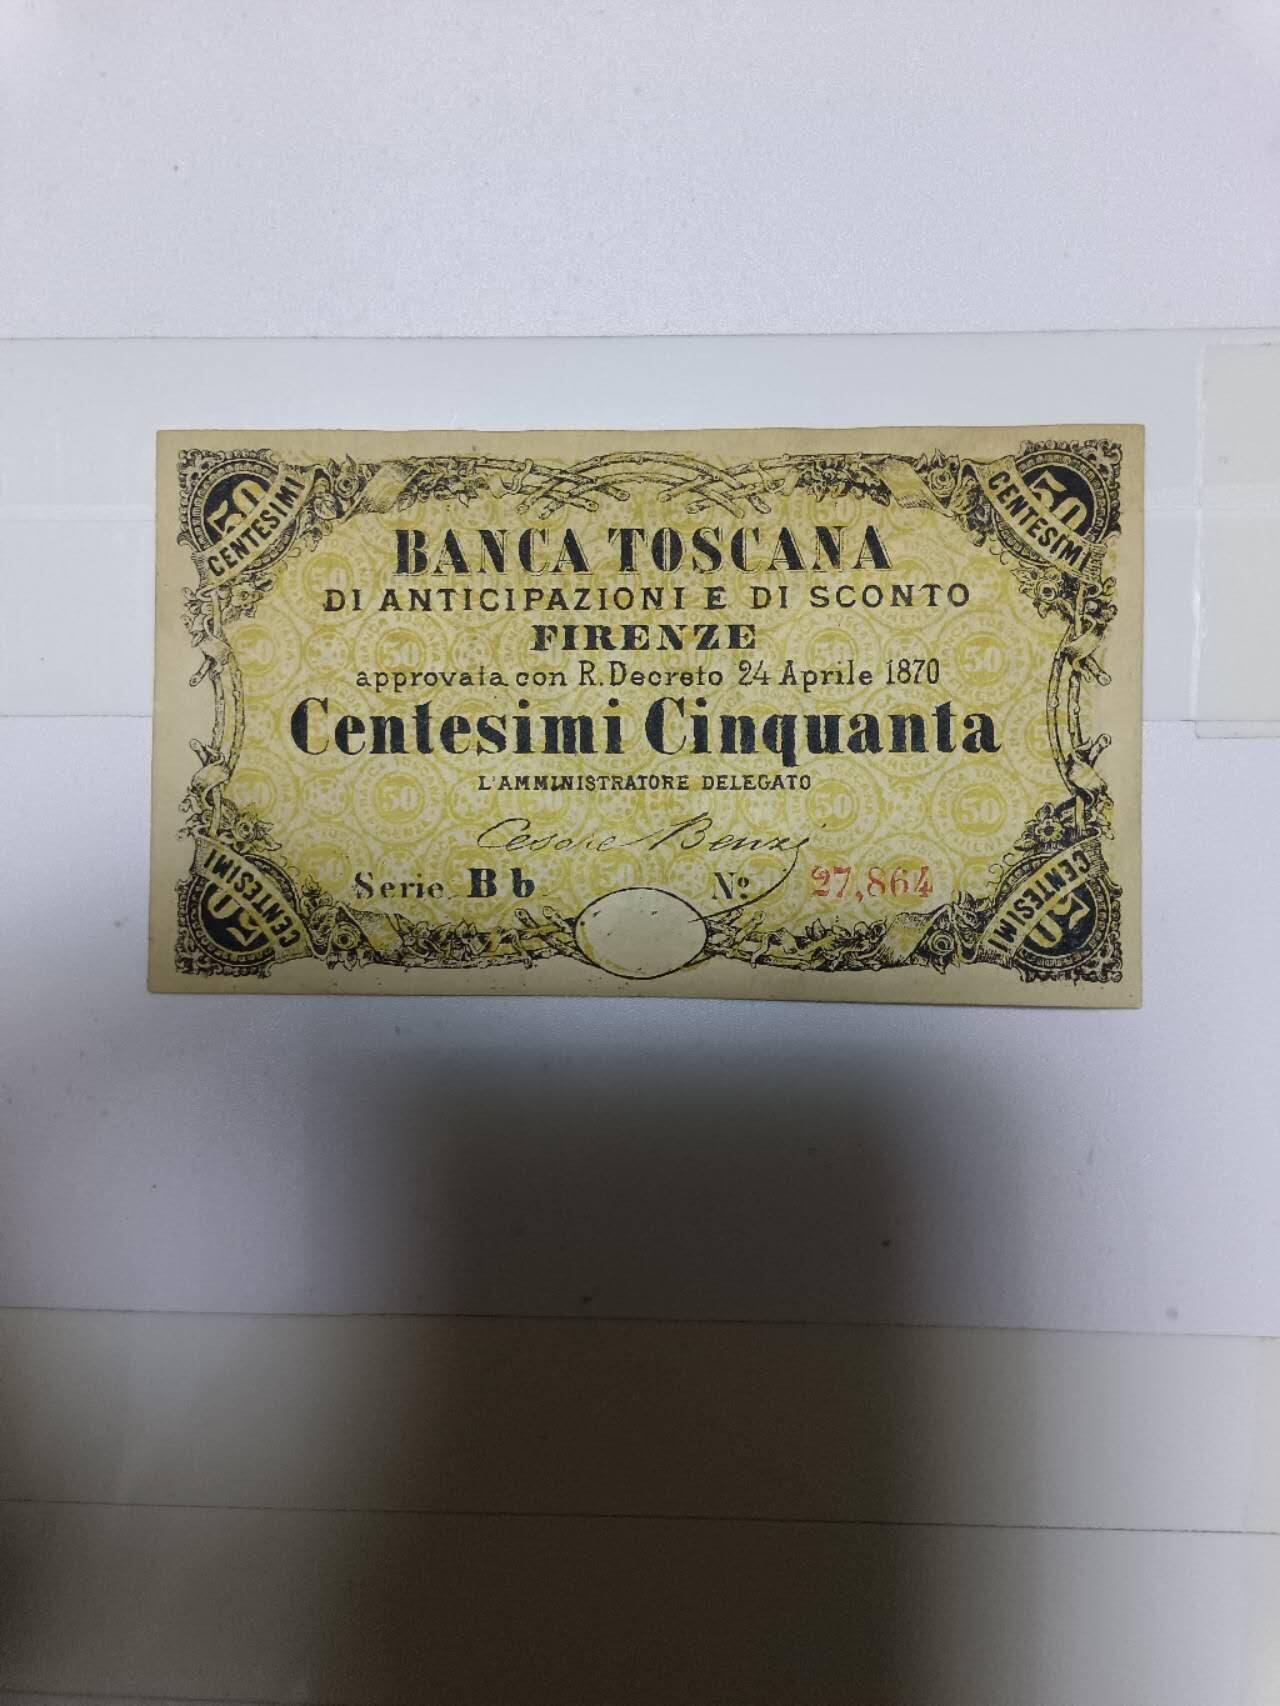 50 CENTESIMI
50 CENTESIMI
BANCA TOSCANA
DI ANTICIPAZIONI E DI SCONTO
FIRENZE
approvata con R. Decreto 24 Aprile 1870
Centesimi Cinquanta
L'AMMINISTRATORE DELEGATO
Cesare Benzi
Serie Bb Nº 27,864
50 CENTESIMI
50 CENTESIMI